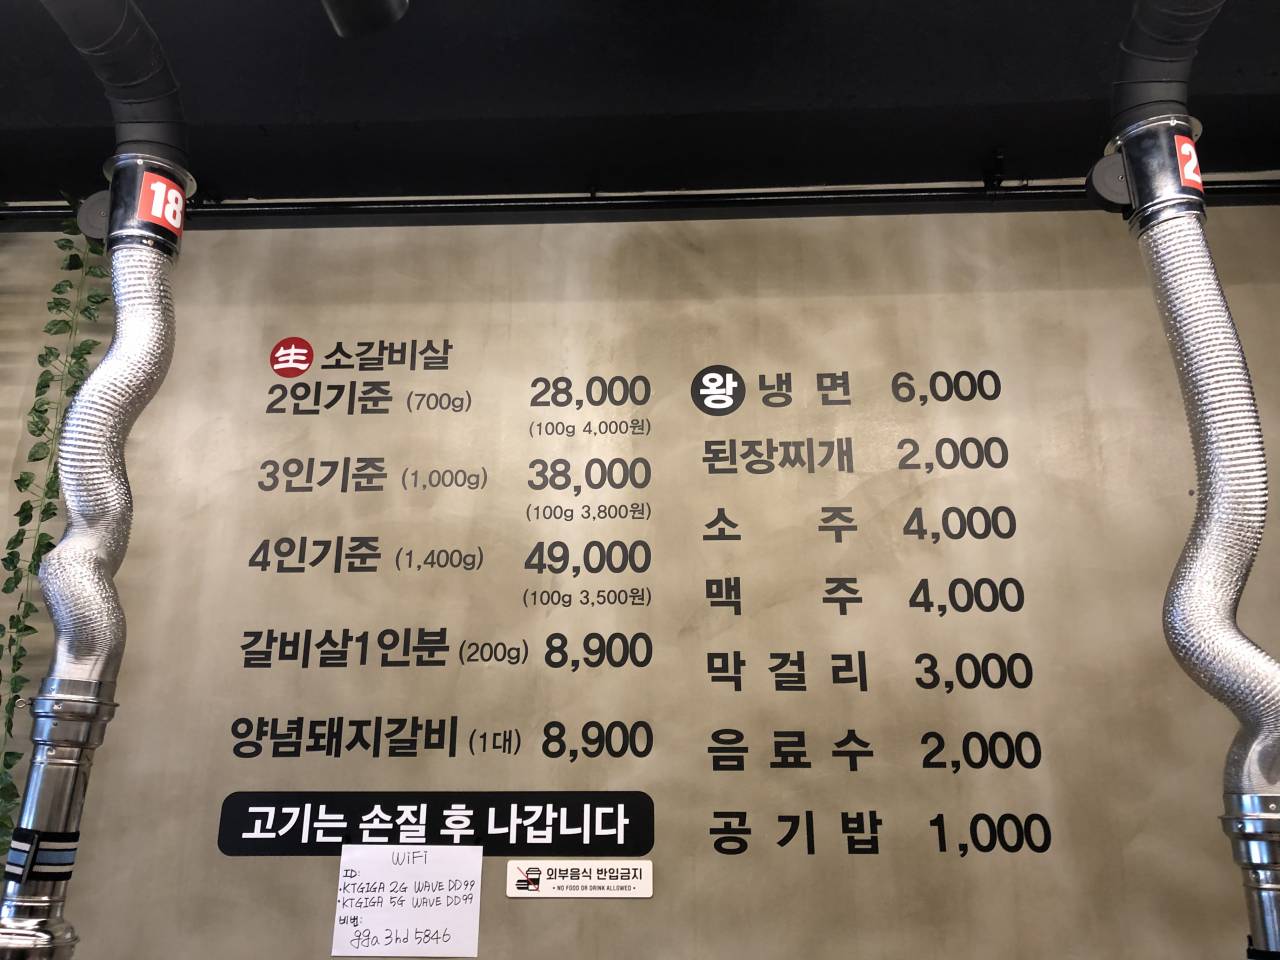 18
2
生 소갈비살
2인기준 (700g) 28,000
(100g 4,000원)
3인기준 (1,000g) 38,000
(100g 3,800원)
4인기준 (1,400g) 49,000
(100g 3,500원)
갈비살1인분 (200g) 8,900
양념돼지갈비 (1대) 8,900
고기는 손질 후 나갑니다
왕 냉면 6,000
된장찌개 2,000
소주 4,000
맥주 4,000
막걸리 3,000
음료수 2,000
공기밥 1,000
WiFi
ID:
·KTGIGA 2G WAVE DD99
·KTGIGA 5G WAVE DD99
비번:
gga3hd5846
외부음식 반입금지
• NO FOOD OR DRINK ALLOWED •